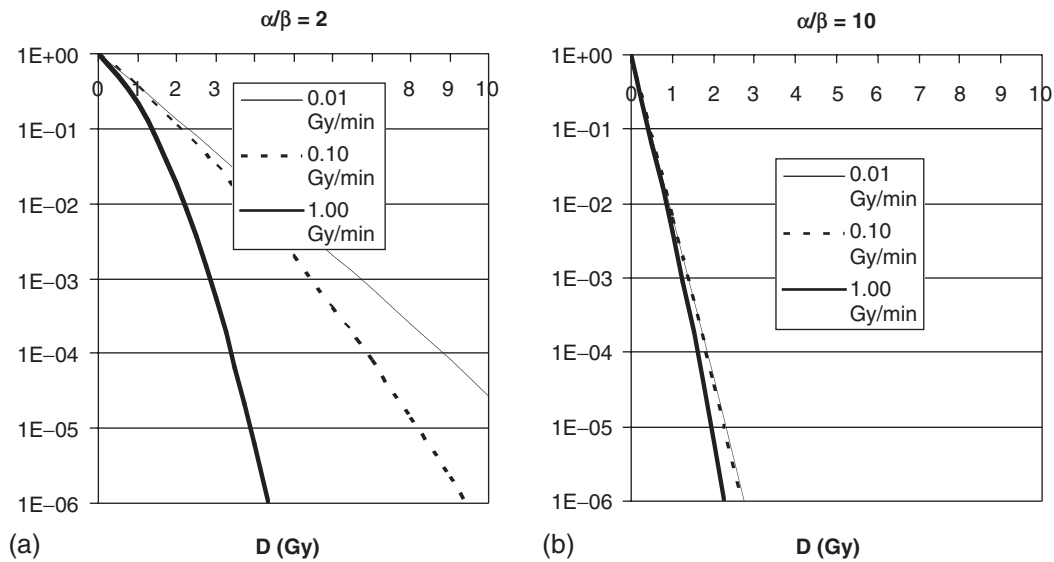 α/β = 2
1E+00
1E−01
1E−02
1E−03
1E−04
1E−05
1E−06
0 1 2 3 8 9 10
0.01
Gy/min
0.10
Gy/min
1.00
Gy/min
(a)
D (Gy)
α/β = 10
1E+00
1E−01
1E−02
1E−03
1E−04
1E−05
1E−06
0 1 2 3 4 5 6 7 8 9 10
0.01
Gy/min
0.10
Gy/min
1.00
Gy/min
(b)
D (Gy)